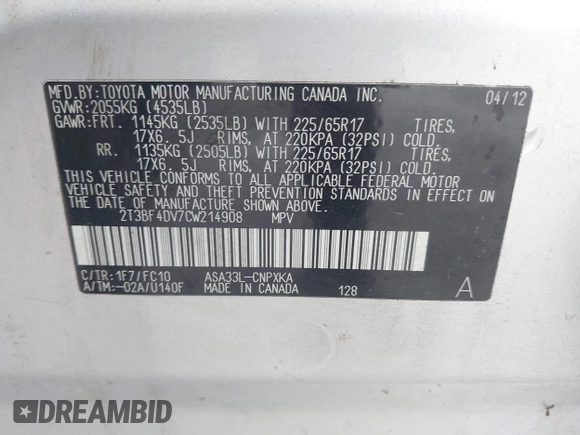 MFD.BY:TOYOTA MOTOR MANUFACTURING CANADA INC. 04/12
GVWR:2055KG (4535LB)
GAWR:FRT. 1145KG (2535LB) WITH 225/65R17 TIRES,
17X6.5J RIMS, AT 220KPA (32PSI) COLD.
RR. 1135KG (2505LB) WITH 225/65R17 TIRES,
17X6.5J RIMS, AT 220KPA (32PSI) COLD.
THIS VEHICLE CONFORMS TO ALL APPLICABLE FEDERAL MOTOR
VEHICLE SAFETY AND THEFT PREVENTION STANDARDS IN EFFECT ON
THE DATE OF MANUFACTURE SHOWN ABOVE.
2T3BF4DV7CW214908 MPV
C/TR:1F7/FC10 ASA33L-CNPXKA
A/TM:-02A/U140F MADE IN CANADA 128 A
DREAMBID